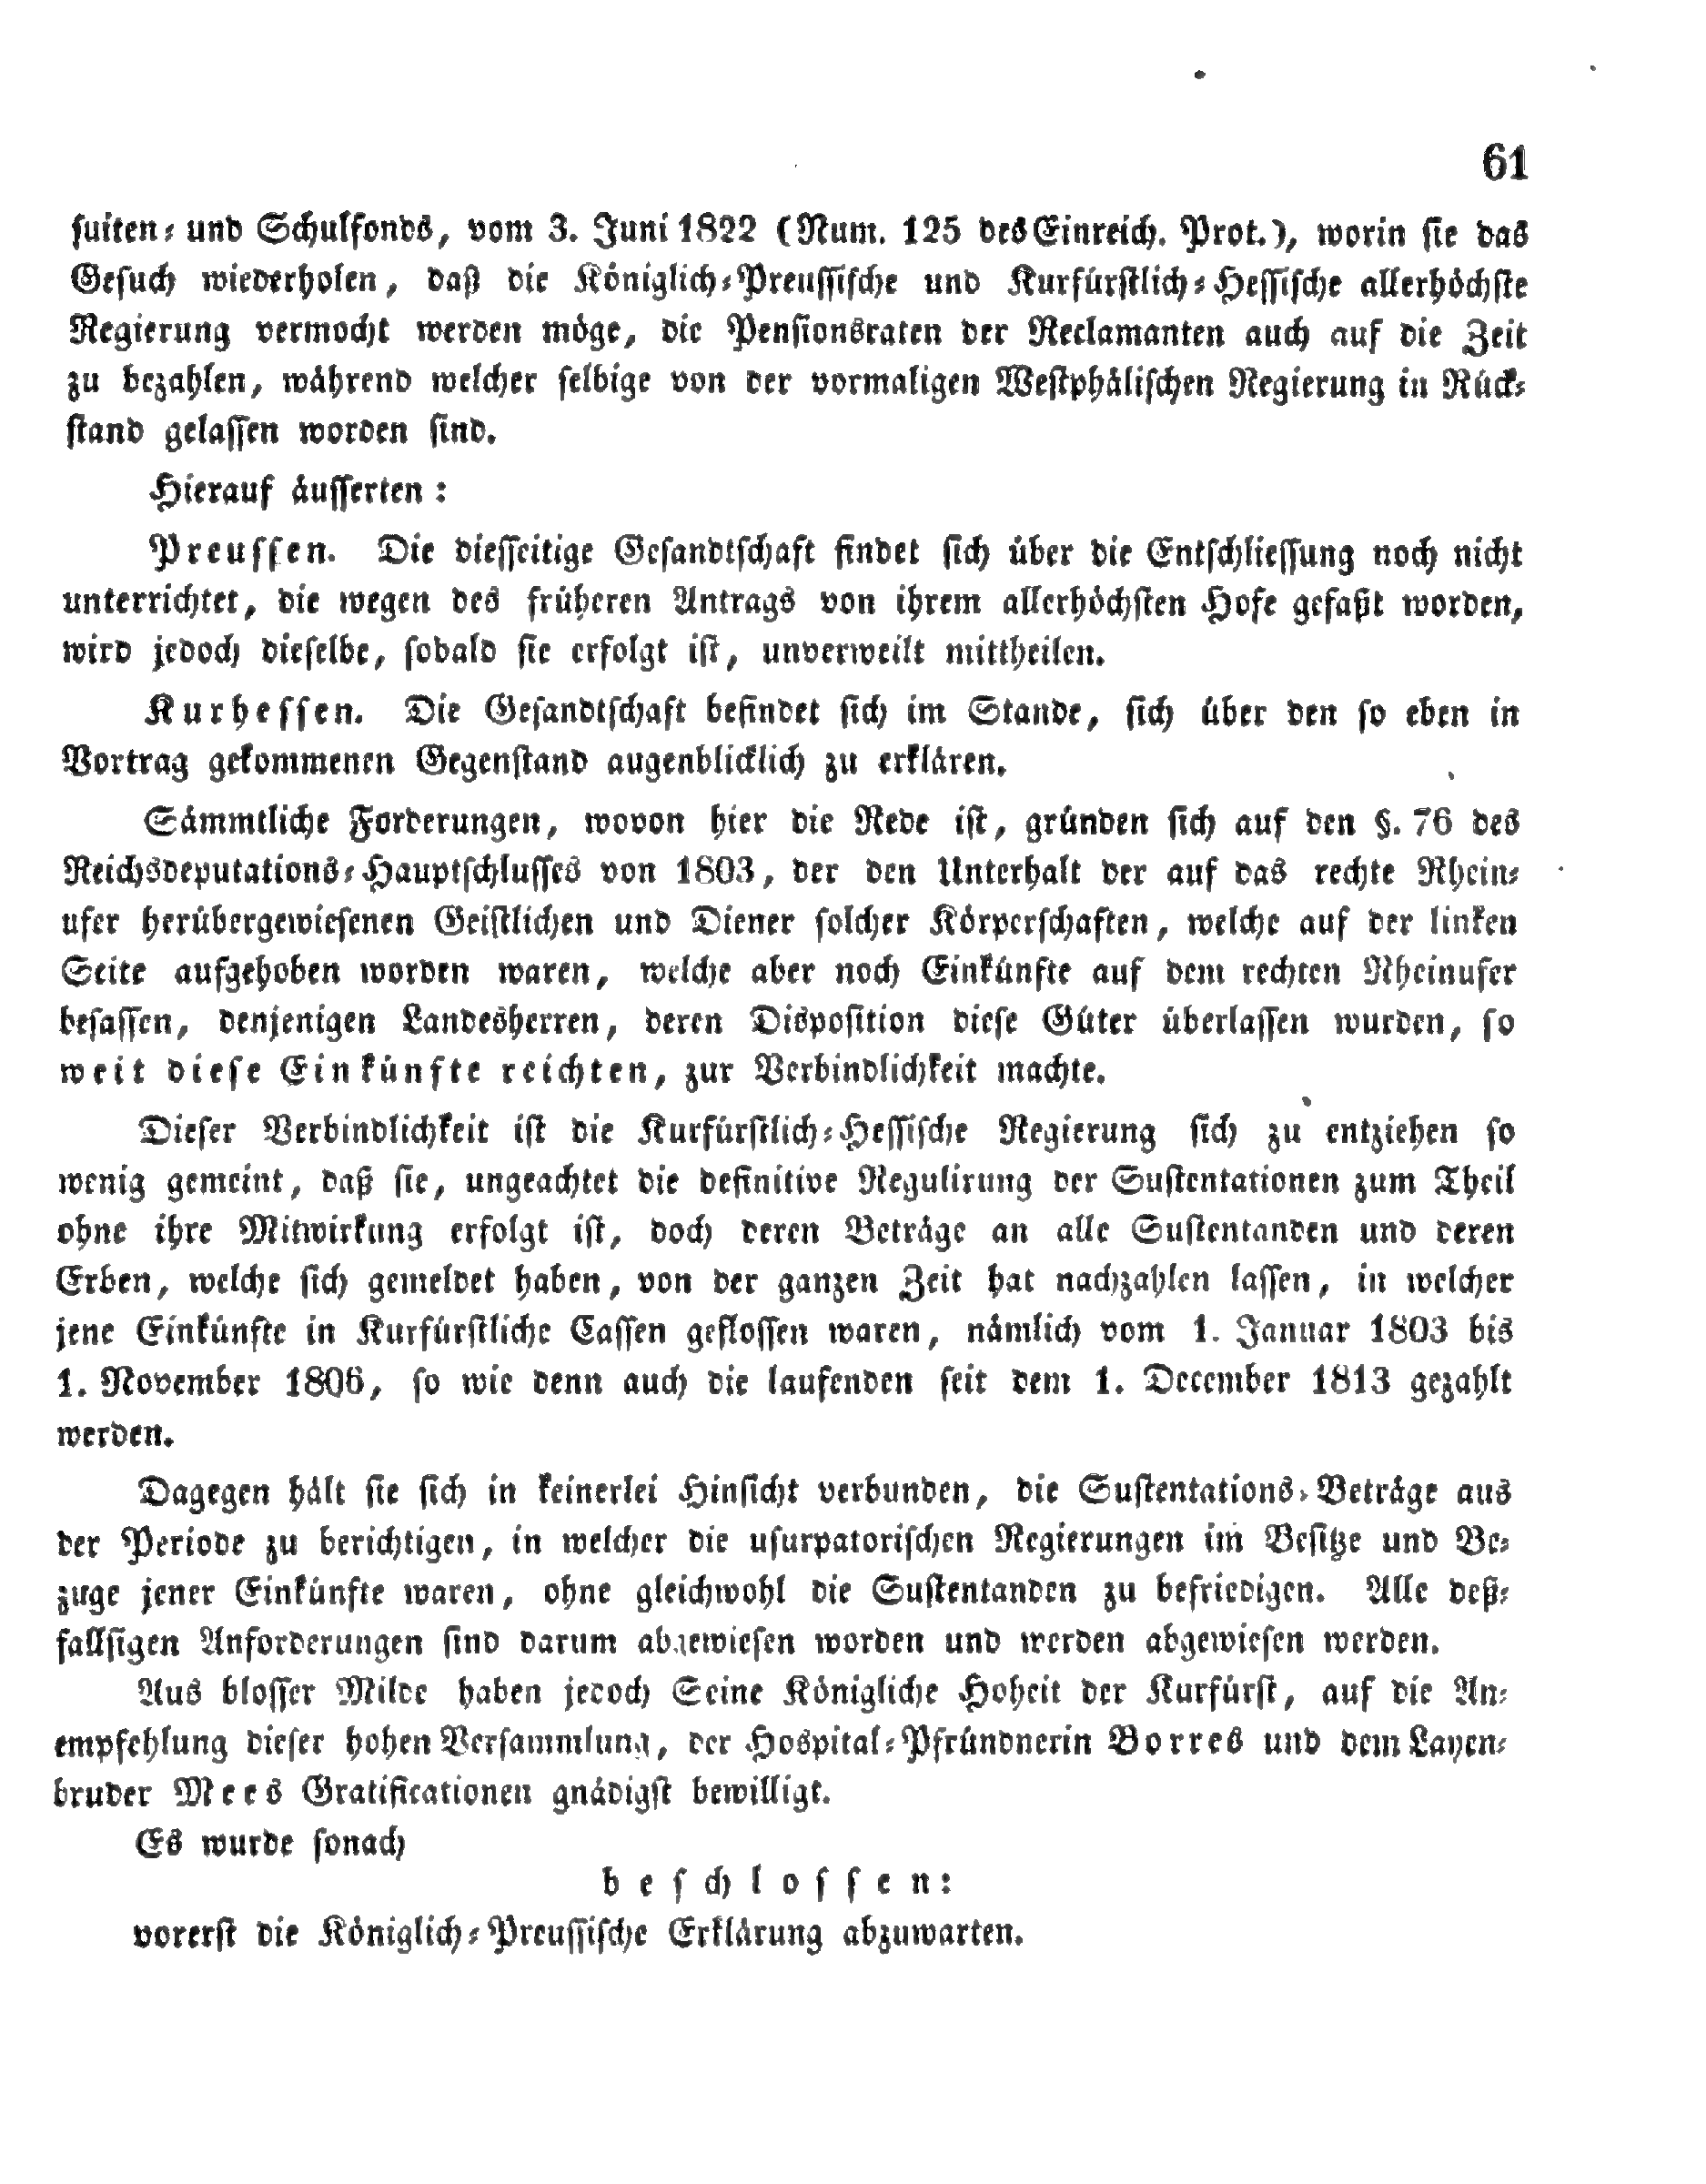 61
suiten- und Schulfonds, vom 3. Juni 1822 (Num. 125 des Einreich. Prot.), worin sie das
Gesuch wiederholen, daß die Königlich-Preussische und Kurfürstlich-Hessische allerhöchste
Regierung vermocht werden möge, die Pensionsraten der Reclamanten auch auf die Zeit
zu bezahlen, während welcher selbige von der vormaligen Westphälischen Regierung in Rück-
stand gelassen worden sind.
Hierauf äusserten:
Preussen. Die diesseitige Gesandtschaft findet sich über die Entschliessung noch nicht
unterrichtet, die wegen des früheren Antrags von ihrem allerhöchsten Hofe gefaßt worden,
wird jedoch dieselbe, sobald sie erfolgt ist, unverweilt mittheilen.
Kurhessen. Die Gesandtschaft befindet sich im Stande, sich über den so eben in
Vortrag gekommenen Gegenstand augenblicklich zu erklären.
Sämmtliche Forderungen, wovon hier die Rede ist, gründen sich auf den §. 76 des
Reichsdeputations-Hauptschlusses von 1803, der den Unterhalt der auf das rechte Rhein-
ufer herübergewiesenen Geistlichen und Diener solcher Körperschaften, welche auf der linken
Seite aufgehoben worden waren, welche aber noch Einkünfte auf dem rechten Rheinufer
besassen, denjenigen Landesherren, deren Disposition diese Güter überlassen wurden, so
weit diese Einkünfte reichten, zur Verbindlichkeit machte.
Dieser Verbindlichkeit ist die Kurfürstlich-Hessische Regierung sich zu entziehen so
wenig gemeint, daß sie, ungeachtet die definitive Regulirung der Sustentationen zum Theil
ohne ihre Mitwirkung erfolgt ist, doch deren Beträge an alle Sustentanden und deren
Erben, welche sich gemeldet haben, von der ganzen Zeit hat nachzahlen lassen, in welcher
jene Einkünfte in Kurfürstliche Cassen geflossen waren, nämlich vom 1. Januar 1803 bis
1. November 1806, so wie denn auch die laufenden seit dem 1. December 1813 gezahlt
werden.
Dagegen hält sie sich in keinerlei Hinsicht verbunden, die Sustentations-Beträge aus
der Periode zu berichtigen, in welcher die usurpatorischen Regierungen im Besitze und Be-
zuge jener Einkünfte waren, ohne gleichwohl die Sustentanden zu befriedigen. Alle deß-
fallsigen Anforderungen sind darum abgewiesen worden und werden abgewiesen werden.
Aus blosser Milde haben jedoch Seine Königliche Hoheit der Kurfürst, auf die An-
empfehlung dieser hohen Versammlung, der Hospital-Pfründnerin Borres und dem Layen-
bruder Mees Gratificationen gnädigst bewilligt.
Es wurde sonach
beschlossen:
vorerst die Königlich-Preussische Erklärung abzuwarten.